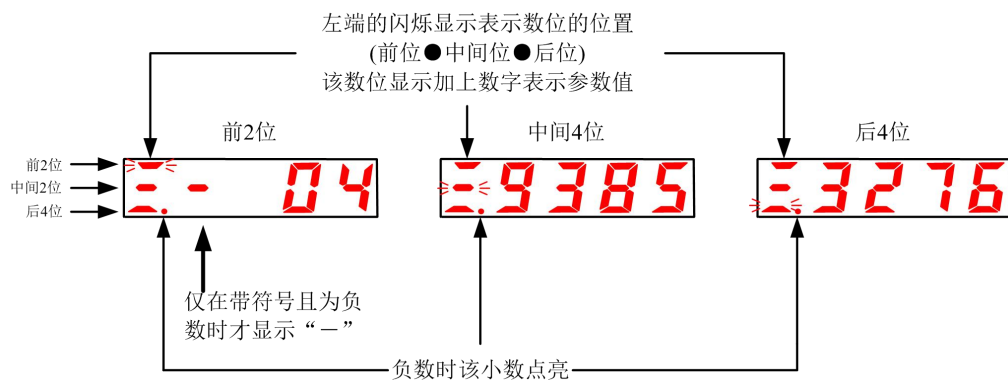 左端的闪烁显示表示数位的位置
(前位●中间位●后位)
该数位显示加上数字表示参数值
前2位
中间4位
后4位
前2位
中间2位
后4位
- 04
9385
3276
仅在带符号且为负
数时才显示“－”
负数时该小数点亮